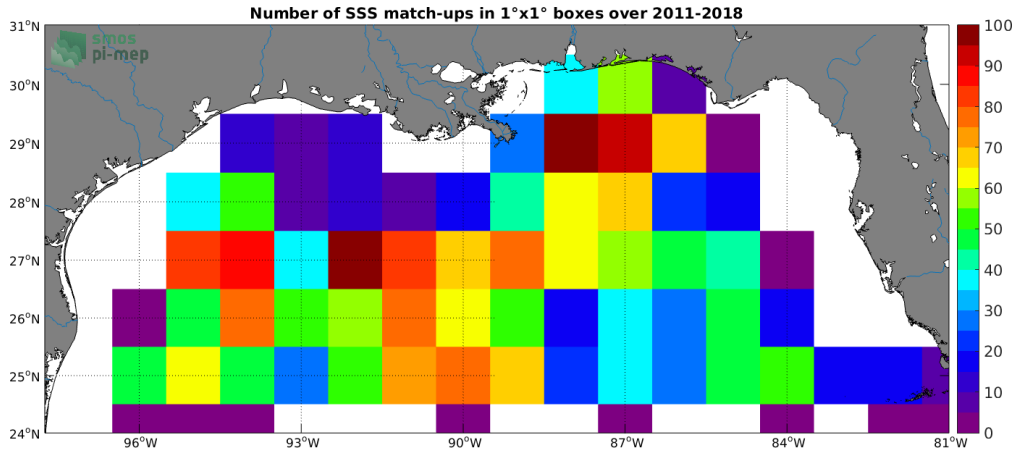 Number of SSS match-ups in 1°x1° boxes over 2011-2018
smos
pi-mep
31°N
30°N
29°N
28°N
27°N
26°N
25°N
24°N
96°W
93°W
90°W
87°W
84°W
81°W
100
90
80
70
60
50
40
30
20
10
0